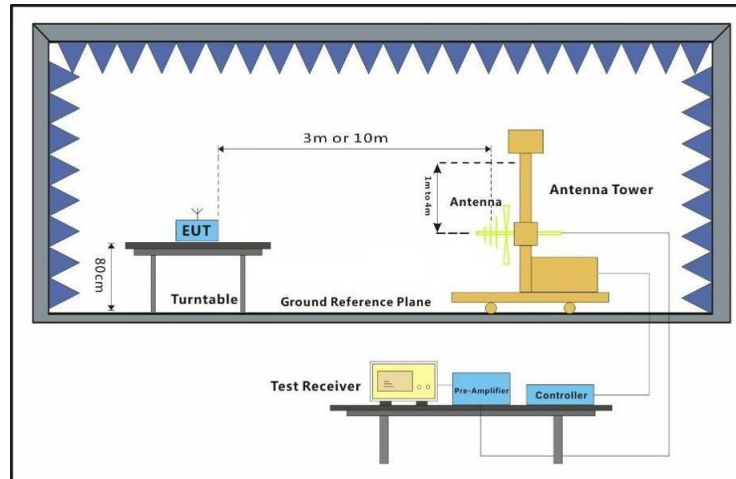 3m or 10m
1m to 4m
Antenna
Antenna Tower
EUT
80cm
Turntable
Ground Reference Plane
Test Receiver
Pre-Amplifier
Controller